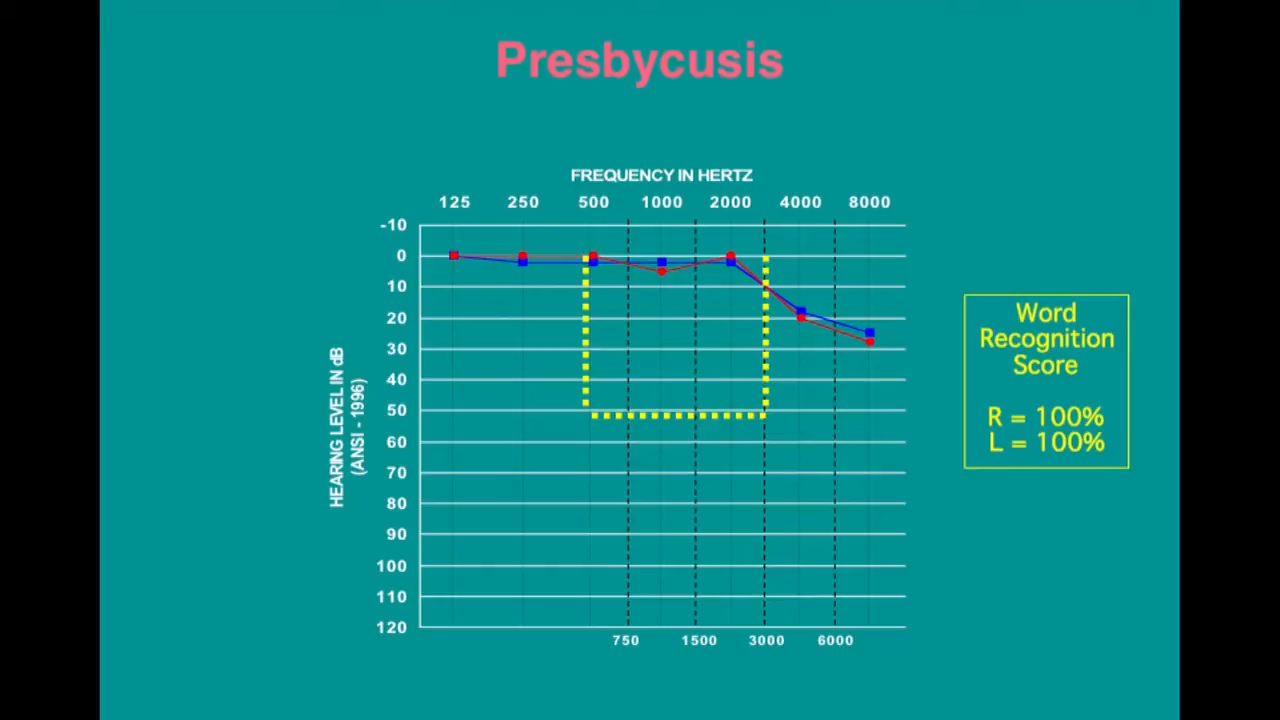 Presbycusis
FREQUENCY IN HERTZ
125 250 500 1000 2000 4000 8000
-10
0
10
20
30
40
50
60
70
80
90
100
110
120
HEARING LEVEL IN dB
(ANSI - 1996)
750 1500 3000 6000
Word
Recognition
Score
R = 100%
L = 100%